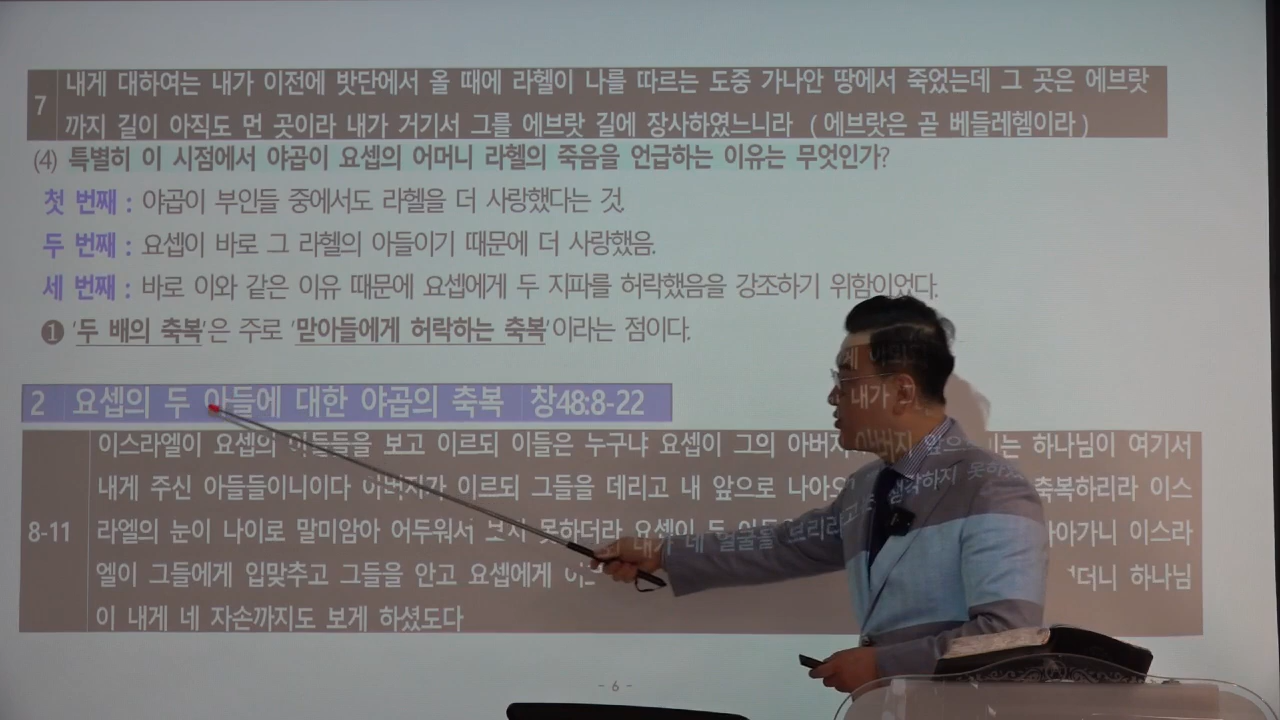 7 내게 대하여는 내가 이전에 밧단에서 올 때에 라헬이 나를 따르는 도중 가나안 땅에서 죽었는데 그 곳은 에브랏
까지 길이 아직도 먼 곳이라 내가 거기서 그를 에브랏 길에 장사하였느니라 (에브랏은 곧 베들레헴이라)
(4) 특별히 이 시점에서 야곱이 요셉의 어머니 라헬의 죽음을 언급하는 이유는 무엇인가?
첫 번째 : 야곱이 부인들 중에서도 라헬을 더 사랑했다는 것.
두 번째 : 요셉이 바로 그 라헬의 아들이기 때문에 더 사랑했음.
세 번째 : 바로 이와 같은 이유 때문에 요셉에게 두 지파를 허락했음을 강조하기 위함이었다.
❶ '두 배의 축복'은 주로 '맏아들에게 허락하는 축복'이라는 점이다.
2 요셉의 두 아들에 대한 야곱의 축복 창48:8-22
이스라엘이 요셉의 아들들을 보고 이르되 이들은 누구냐 요셉이 그의 아버지 하나님이 여기서
내게 주신 아들들이니이다 아버지가 이르되 그들을 데리고 내 앞으로 축복하리라 이스
8-11 라엘의 눈이 나이로 말미암아 어두워서 보지 못하더라 요셉이 두 이스라
엘이 그들에게 입맞추고 그들을 안고 요셉에게 내가 네 얼굴을 보리라고는 생각하지 하나님
이 내게 네 자손까지도 보게 하셨도다
- 6 -